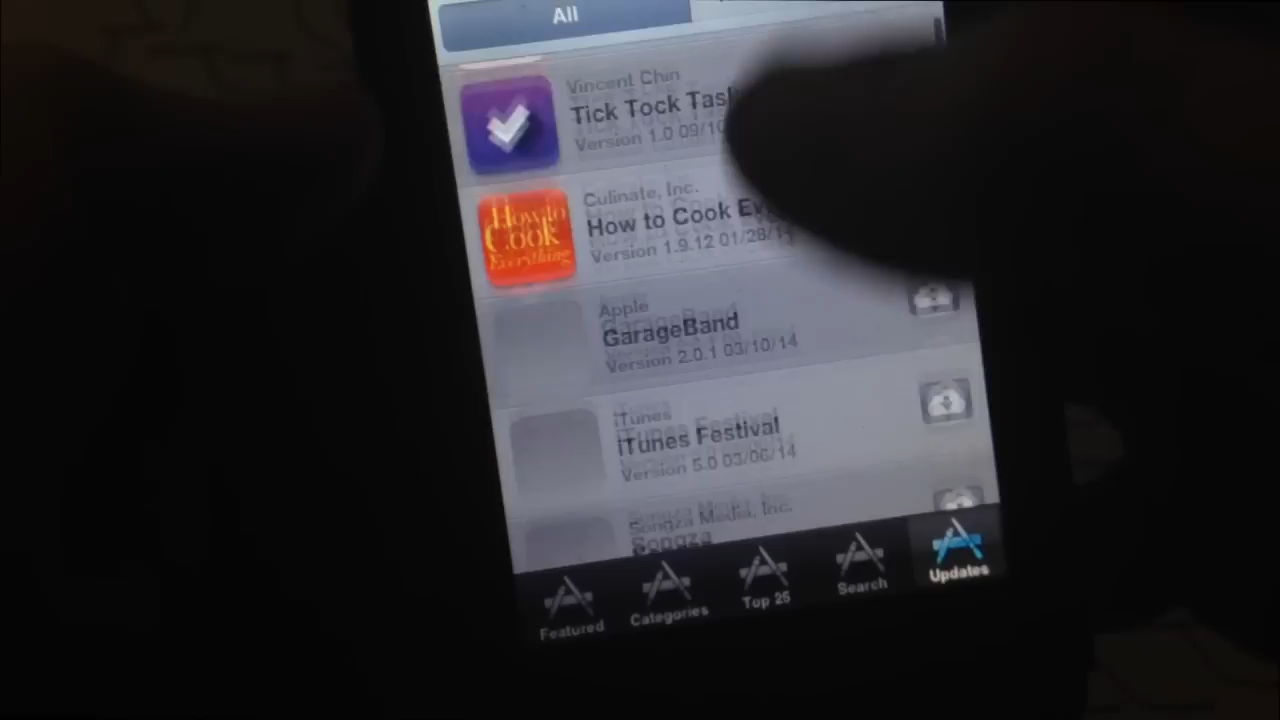 All
Vincent Chin
Tick Tock Tas
Version 1.0 09/10
Culinate, Inc.
How to Cook
Version 1.9.12 01/28/1
How to
Cook
Everything
Apple
GarageBand
Version 2.0.1 03/10/14
iTunes
iTunes Festival
Version 5.0 03/06/14
Songza Media, Inc.
Songza
Featured
Categories
Top 25
Search
Updates